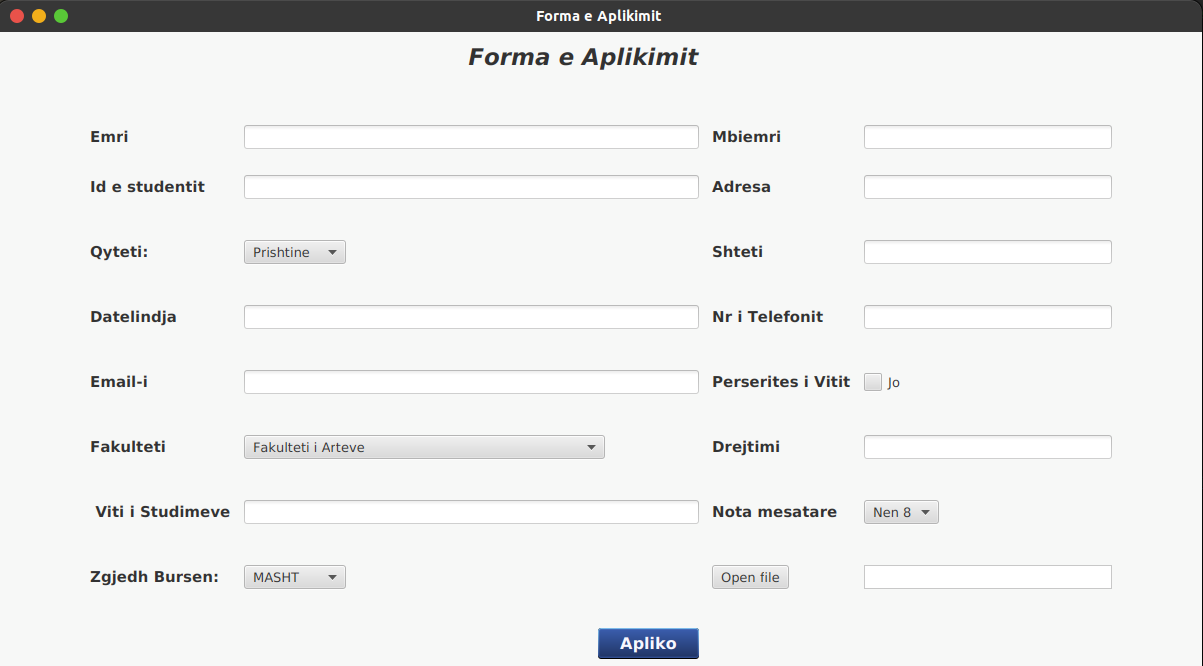 Forma e Aplikimit
Forma e Aplikimit
Emri Mbiemri
Id e studentit Adresa
Qyteti: Prishtine Shteti
Datelindja Nr i Telefonit
Email-i Perserites i Vitit Jo
Fakulteti Fakulteti i Arteve Drejtimi
Viti i Studimeve Nota mesatare Nen 8
Zgjedh Bursen: MASHT Open file
Apliko